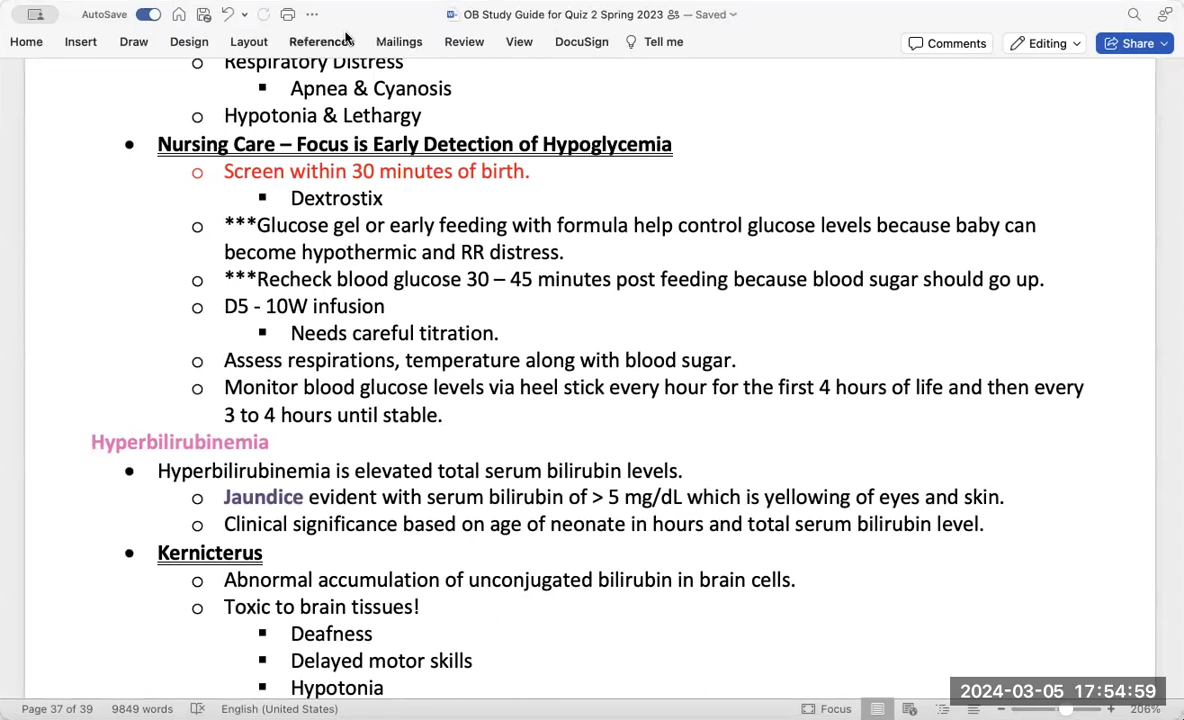 AutoSave
OB Study Guide for Quiz 2 Spring 2023 — Saved
Home Insert Draw Design Layout References Mailings Review View DocuSign Tell me
Comments Editing Share
o Respiratory Distress
▪ Apnea & Cyanosis
o Hypotonia & Lethargy
• Nursing Care – Focus is Early Detection of Hypoglycemia
o Screen within 30 minutes of birth.
▪ Dextrostix
o ***Glucose gel or early feeding with formula help control glucose levels because baby can
become hypothermic and RR distress.
o ***Recheck blood glucose 30 – 45 minutes post feeding because blood sugar should go up.
o D5 - 10W infusion
▪ Needs careful titration.
o Assess respirations, temperature along with blood sugar.
o Monitor blood glucose levels via heel stick every hour for the first 4 hours of life and then every
3 to 4 hours until stable.
Hyperbilirubinemia
• Hyperbilirubinemia is elevated total serum bilirubin levels.
o Jaundice evident with serum bilirubin of > 5 mg/dL which is yellowing of eyes and skin.
o Clinical significance based on age of neonate in hours and total serum bilirubin level.
• Kernicterus
o Abnormal accumulation of unconjugated bilirubin in brain cells.
o Toxic to brain tissues!
▪ Deafness
▪ Delayed motor skills
▪ Hypotonia
2024-03-05 17:54:59
Page 37 of 39 9849 words English (United States) Focus 206%